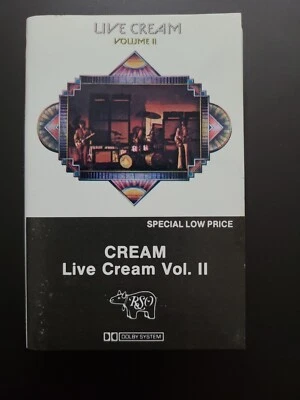 LIVE CREAM
VOLUME II
SPECIAL LOW PRICE
CREAM
Live Cream Vol. II
RSO
DOLBY SYSTEM